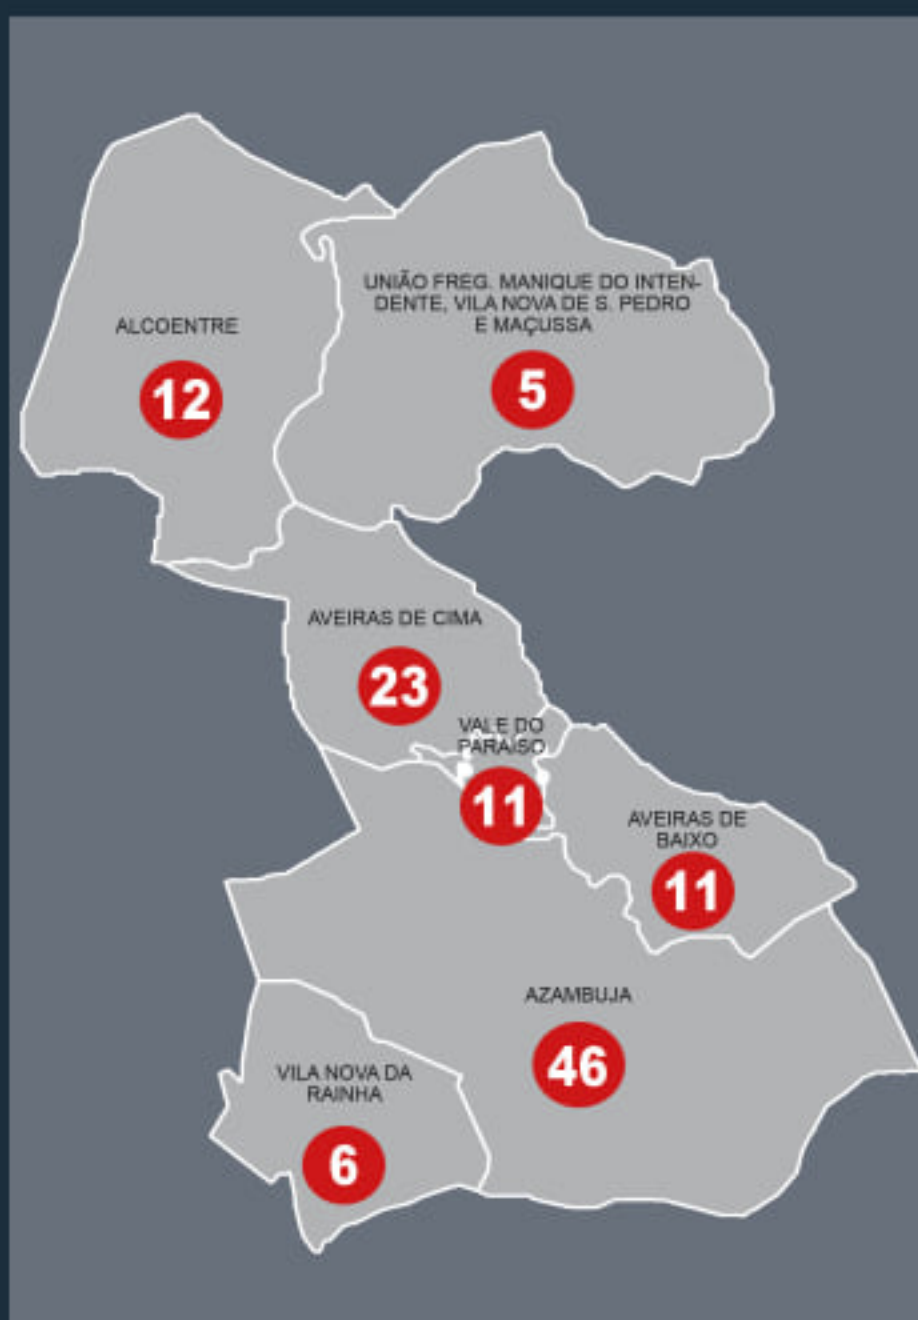 UNIÃO FREG. MANIQUE DO INTEN-
DENTE, VILA NOVA DE S. PEDRO
E MAÇUSSA
5
ALCOENTRE
12
AVEIRAS DE CIMA
23
VALE DO
PARAÍSO
11
AVEIRAS DE
BAIXO
11
AZAMBUJA
46
VILA NOVA DA
RAINHA
6